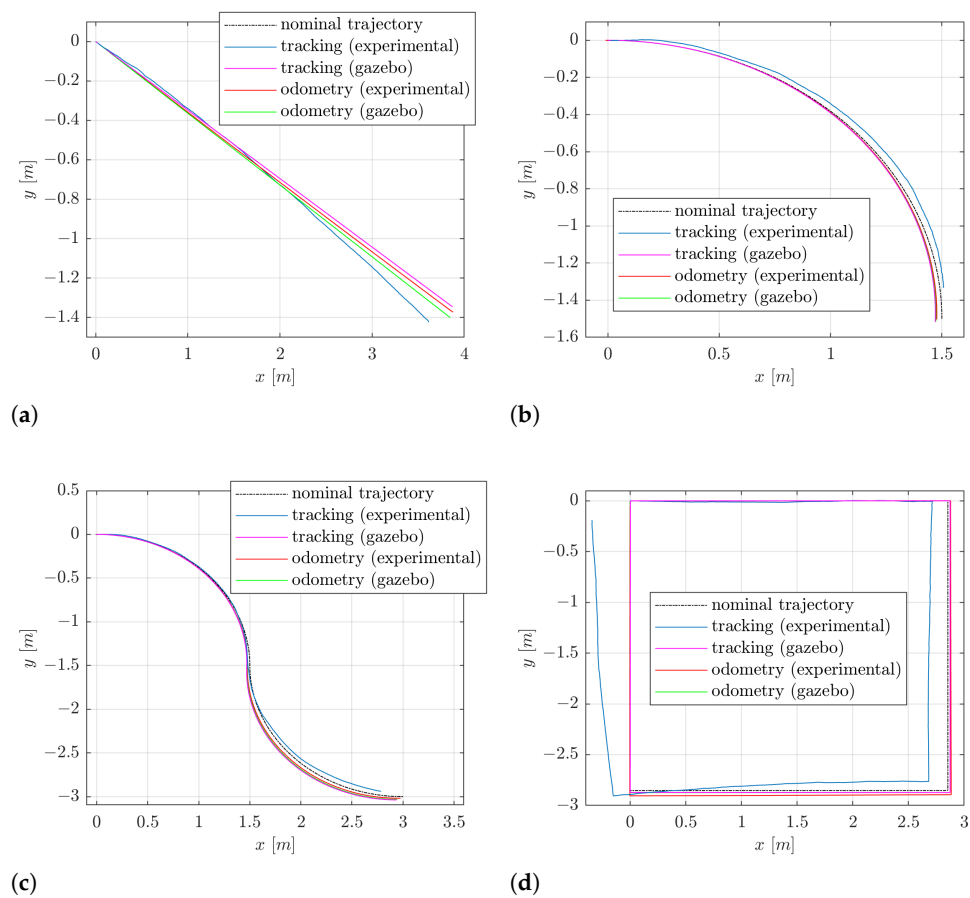 nominal trajectory
tracking (experimental)
tracking (gazebo)
odometry (experimental)
odometry (gazebo)
0
−0.2
−0.4
−0.6
−0.8
−1
−1.2
−1.4
y [m]
0 1 2 3 4
x [m]
(a)
nominal trajectory
tracking (experimental)
tracking (gazebo)
odometry (experimental)
odometry (gazebo)
0
−0.2
−0.4
−0.6
−0.8
−1
−1.2
−1.4
−1.6
y [m]
0 0.5 1 1.5
x [m]
(b)
nominal trajectory
tracking (experimental)
tracking (gazebo)
odometry (experimental)
odometry (gazebo)
0.5
0
−0.5
−1
−1.5
−2
−2.5
−3
y [m]
0 0.5 1 1.5 2 2.5 3 3.5
x [m]
(c)
nominal trajectory
tracking (experimental)
tracking (gazebo)
odometry (experimental)
odometry (gazebo)
0
−0.5
−1
−1.5
−2
−2.5
−3
y [m]
0 0.5 1 1.5 2 2.5 3
x [m]
(d)